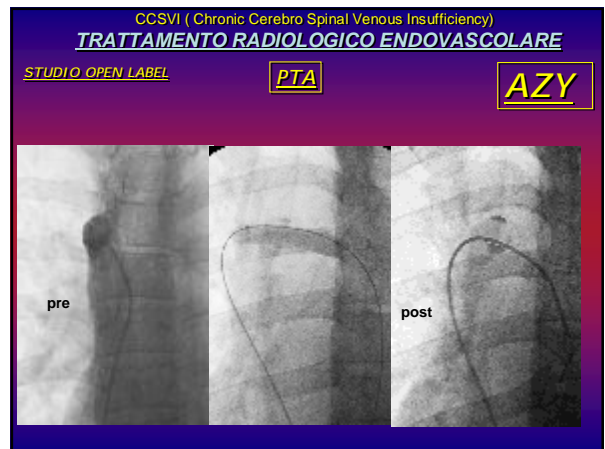 CCSVI ( Chronic Cerebro Spinal Venous Insufficiency)
TRATTAMENTO RADIOLOGICO ENDOVASCOLARE
STUDIO OPEN LABEL
PTA
AZY
pre
post